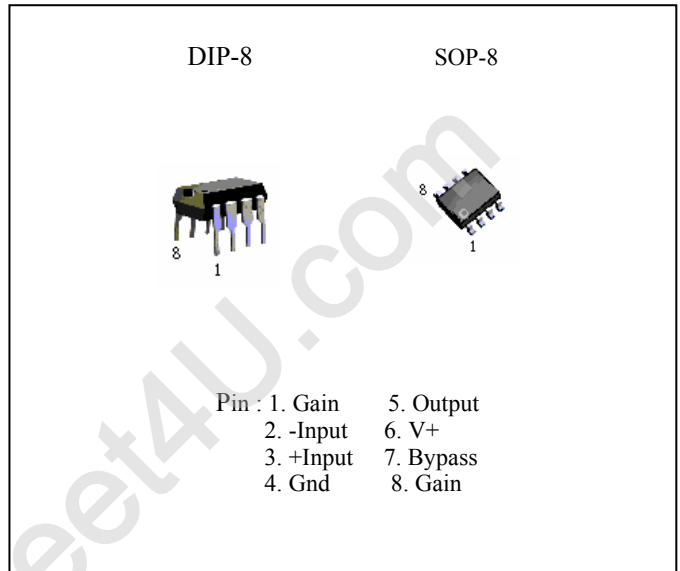 DIP-8 SOP-8
8 1
8
1
Pin : 1. Gain 5. Output
2. -Input 6. V+
3. +Input 7. Bypass
4. Gnd 8. Gain
eet4U.com